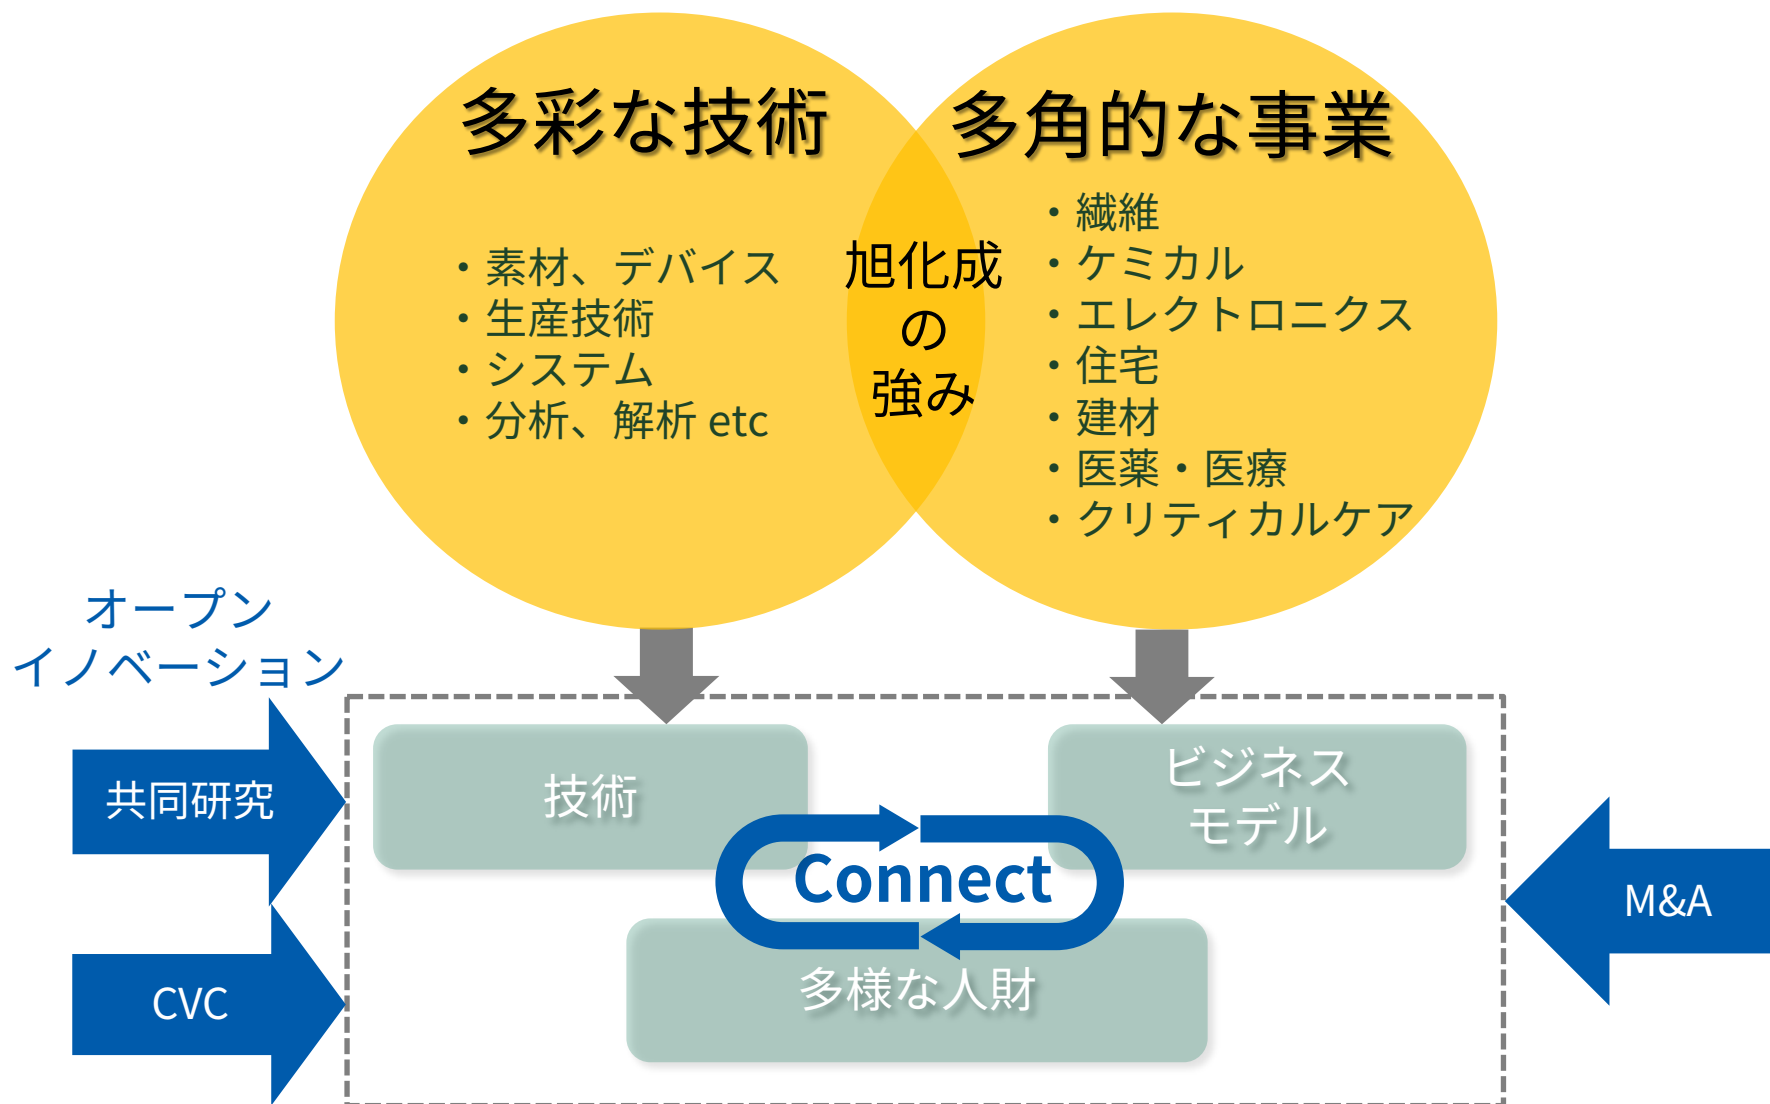 多彩な技術
・素材、デバイス
・生産技術
・システム
・分析、解析 etc
旭化成
の
強み
多角的な事業
・繊維
・ケミカル
・エレクトロニクス
・住宅
・建材
・医薬・医療
・クリティカルケア
オープン
イノベーション
共同研究
CVC
技術
ビジネス
モデル
Connect
多様な人財
M&A